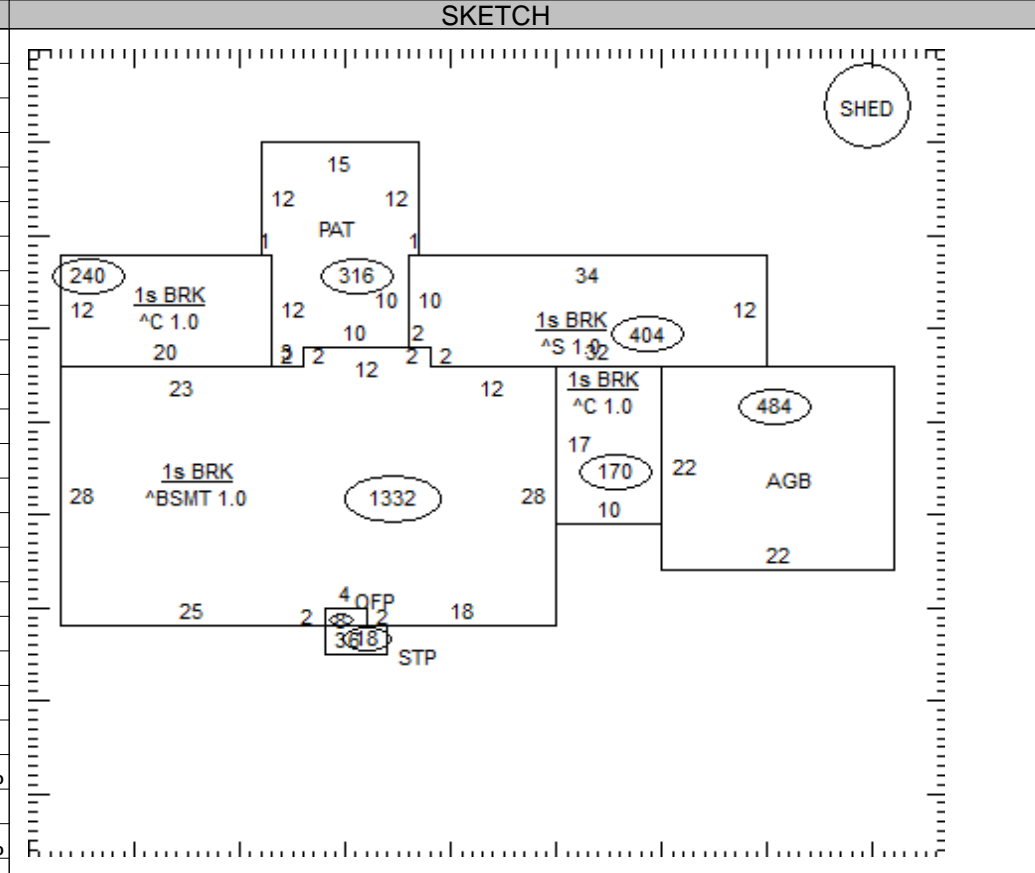 SKETCH
SHED
15
12 12
PAT
1 1
240 316 34
1s BRK
^C 1.0
12 12 10 10 12
1s BRK
^S 1.0
404
20 10 2
2 2 2 2 32
23 12 12
1s BRK
^C 1.0
484
17
1s BRK
^BSMT 1.0
28 1332 28 170 22 AGB
10
22
4 OFP
25 2 8 2 18
36 18
STP